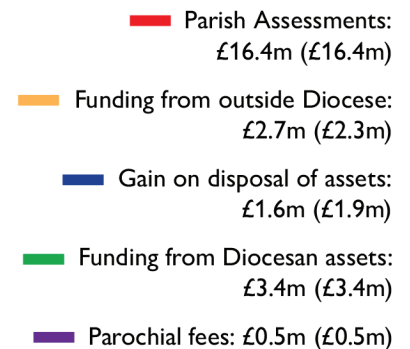 Parish Assessments:
£16.4m (£16.4m)
Funding from outside Diocese:
£2.7m (£2.3m)
Gain on disposal of assets:
£1.6m (£1.9m)
Funding from Diocesan assets:
£3.4m (£3.4m)
Parochial fees: £0.5m (£0.5m)